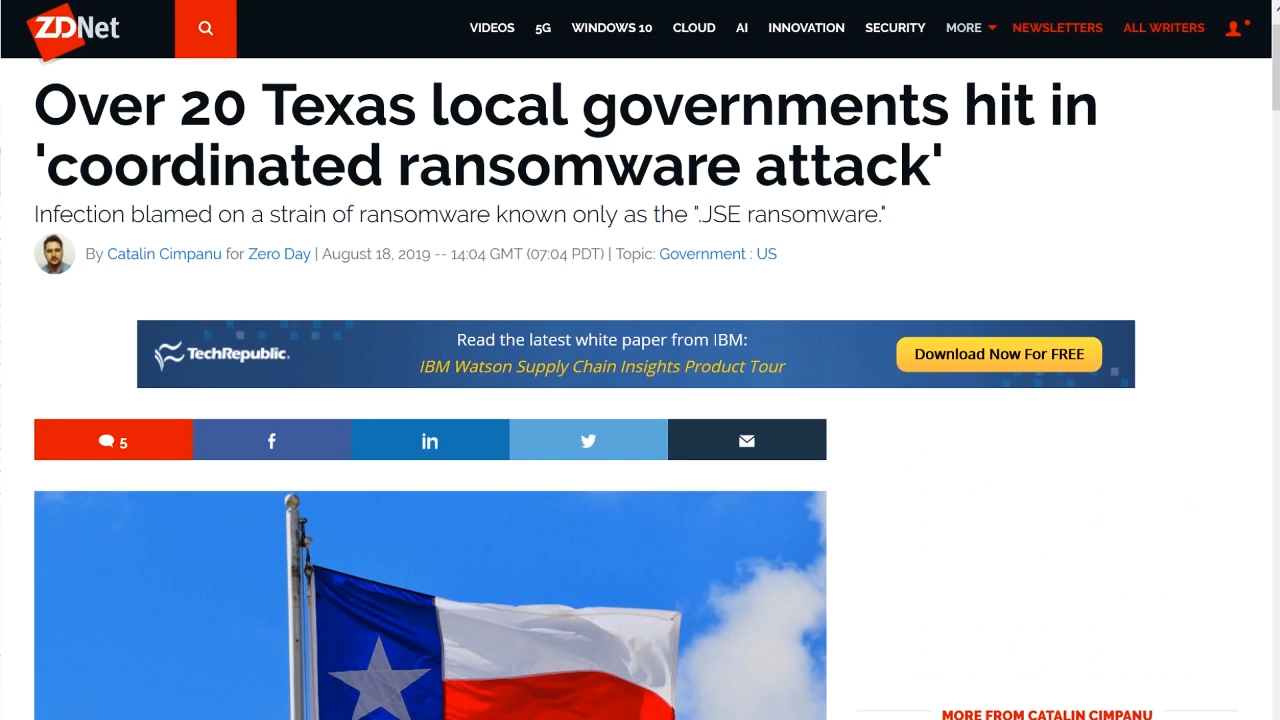 ZDNet
VIDEOS 5G WINDOWS 10 CLOUD AI INNOVATION SECURITY MORE NEWSLETTERS ALL WRITERS
Over 20 Texas local governments hit in
'coordinated ransomware attack'
Infection blamed on a strain of ransomware known only as the ".JSE ransomware."
By Catalin Cimpanu for Zero Day | August 18, 2019 -- 14:04 GMT (07:04 PDT) | Topic: Government : US
TechRepublic.
Read the latest white paper from IBM:
IBM Watson Supply Chain Insights Product Tour
Download Now For FREE
5
MORE FROM CATALIN CIMPANU